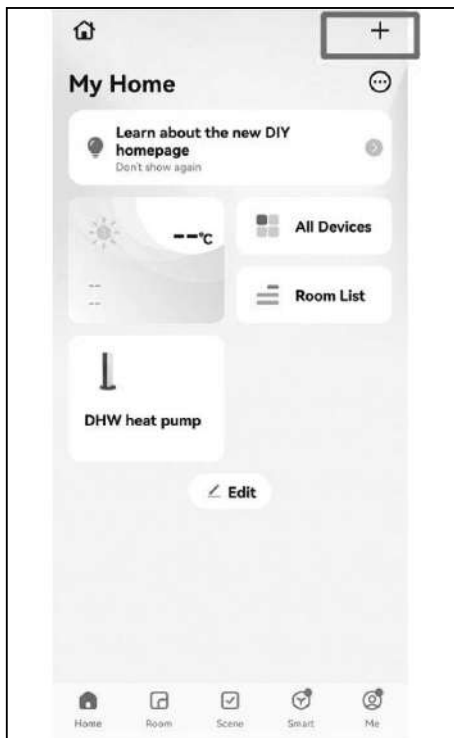 My Home
Learn about the new DIY
homepage
Don't show again
--°C
All Devices
--
--
Room List
DHW heat pump
Edit
Home Room Scene Smart Me